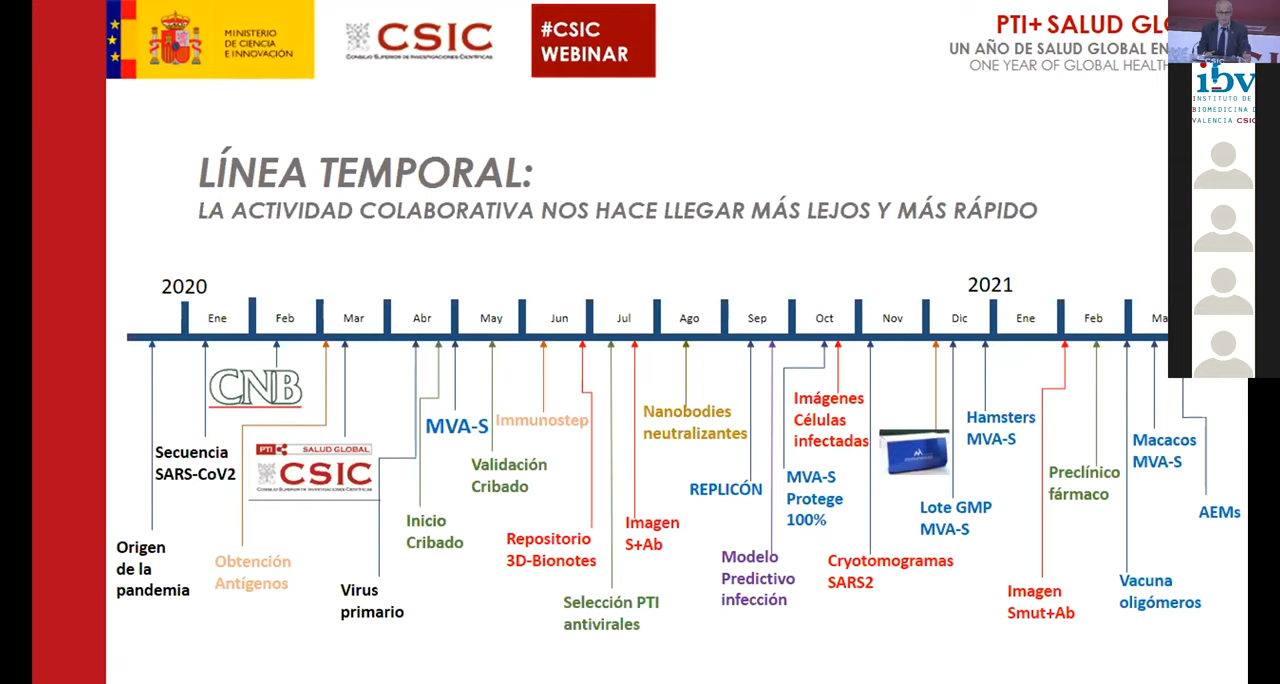 MINISTERIO
DE CIENCIA
E INNOVACIÓN
CSIC
CONSEJO SUPERIOR DE INVESTIGACIONES CIENTÍFICAS
#CSIC
WEBINAR
PTI+ SALUD GLO
UN AÑO DE SALUD GLOBAL EN
ONE YEAR OF GLOBAL HEALTH
CSIC
ibv
INSTITUTO DE
BIOMEDICINA D
VALENCIA CSIC
LÍNEA TEMPORAL:
LA ACTIVIDAD COLABORATIVA NOS HACE LLEGAR MÁS LEJOS Y MÁS RÁPIDO
2020
2021
Ene
Feb
Mar
Abr
May
Jun
Jul
Ago
Sep
Oct
Nov
Dic
Ene
Feb
Ma
Origen
de la
pandemia
Secuencia
SARS-CoV2
CNB
Obtención
Antígenos
PTI SALUD GLOBAL
CSIC
CONSEJO SUPERIOR DE INVESTIGACIONES CIENTÍFICAS
Virus
primario
Inicio
Cribado
MVA-S
Validación
Cribado
Immunostep
Repositorio
3D-Bionotes
Selección PTI
antivirales
Imagen
S+Ab
Nanobodies
neutralizantes
REPLICÓN
Modelo
Predictivo
infección
MVA-S
Protege
100%
Imágenes
Células
infectadas
Cryotomogramas
SARS2
Lote GMP
MVA-S
Hamsters
MVA-S
Imagen
Smut+Ab
Preclínico
fármaco
Vacuna
oligómeros
Macacos
MVA-S
AEMs